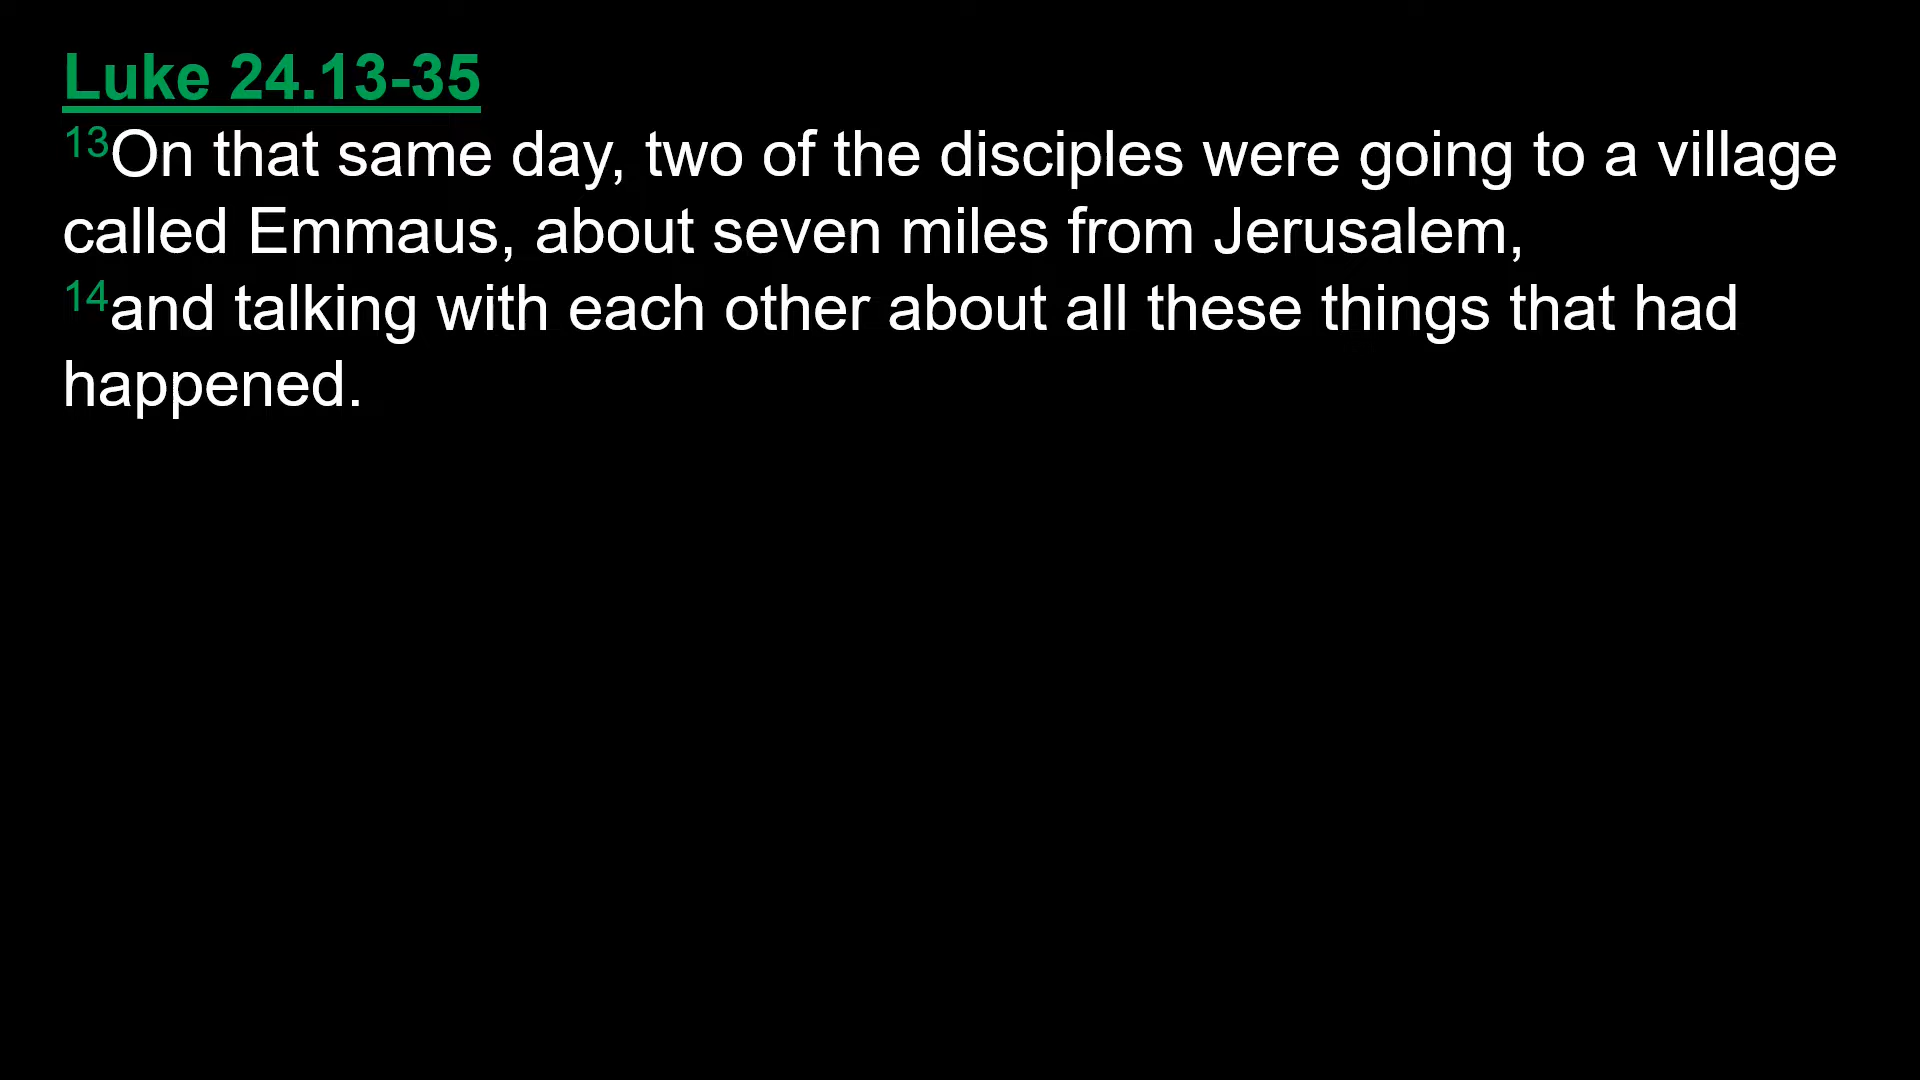 Luke 24.13-35
13On that same day, two of the disciples were going to a village
called Emmaus, about seven miles from Jerusalem,
14and talking with each other about all these things that had
happened.